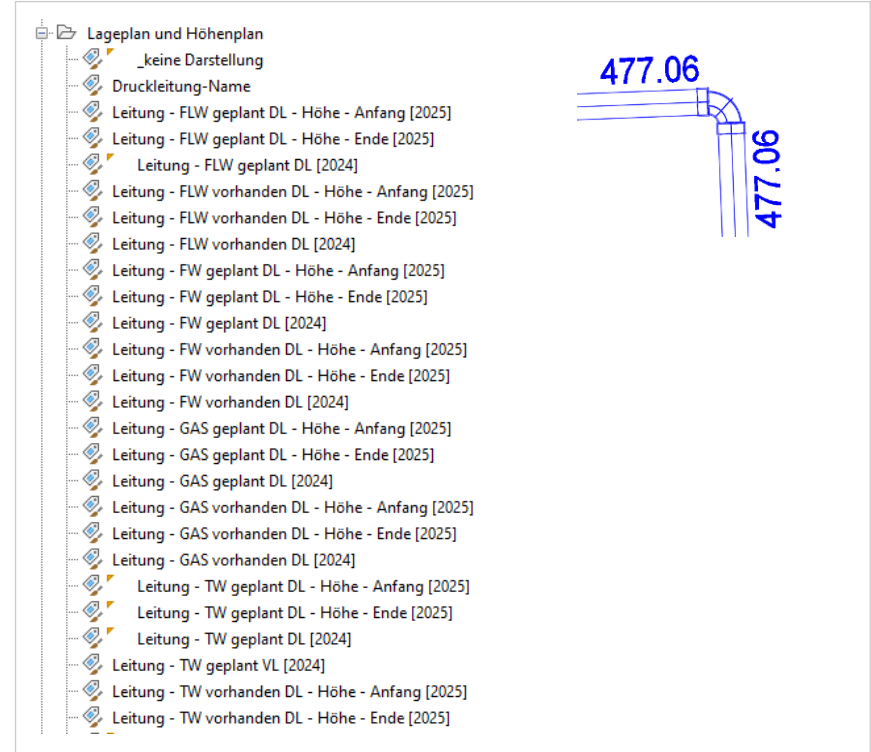 Lageplan und Höhenplan
_keine Darstellung
Druckleitung-Name
Leitung - FLW geplant DL - Höhe - Anfang [2025]
Leitung - FLW geplant DL - Höhe - Ende [2025]
Leitung - FLW geplant DL [2024]
Leitung - FLW vorhanden DL - Höhe - Anfang [2025]
Leitung - FLW vorhanden DL - Höhe - Ende [2025]
Leitung - FLW vorhanden DL [2024]
Leitung - FW geplant DL - Höhe - Anfang [2025]
Leitung - FW geplant DL - Höhe - Ende [2025]
Leitung - FW geplant DL [2024]
Leitung - FW vorhanden DL - Höhe - Anfang [2025]
Leitung - FW vorhanden DL - Höhe - Ende [2025]
Leitung - FW vorhanden DL [2024]
Leitung - GAS geplant DL - Höhe - Anfang [2025]
Leitung - GAS geplant DL - Höhe - Ende [2025]
Leitung - GAS geplant DL [2024]
Leitung - GAS vorhanden DL - Höhe - Anfang [2025]
Leitung - GAS vorhanden DL - Höhe - Ende [2025]
Leitung - GAS vorhanden DL [2024]
Leitung - TW geplant DL - Höhe - Anfang [2025]
Leitung - TW geplant DL - Höhe - Ende [2025]
Leitung - TW geplant DL [2024]
Leitung - TW geplant VL [2024]
Leitung - TW vorhanden DL - Höhe - Anfang [2025]
Leitung - TW vorhanden DL - Höhe - Ende [2025]
477.06
477.06